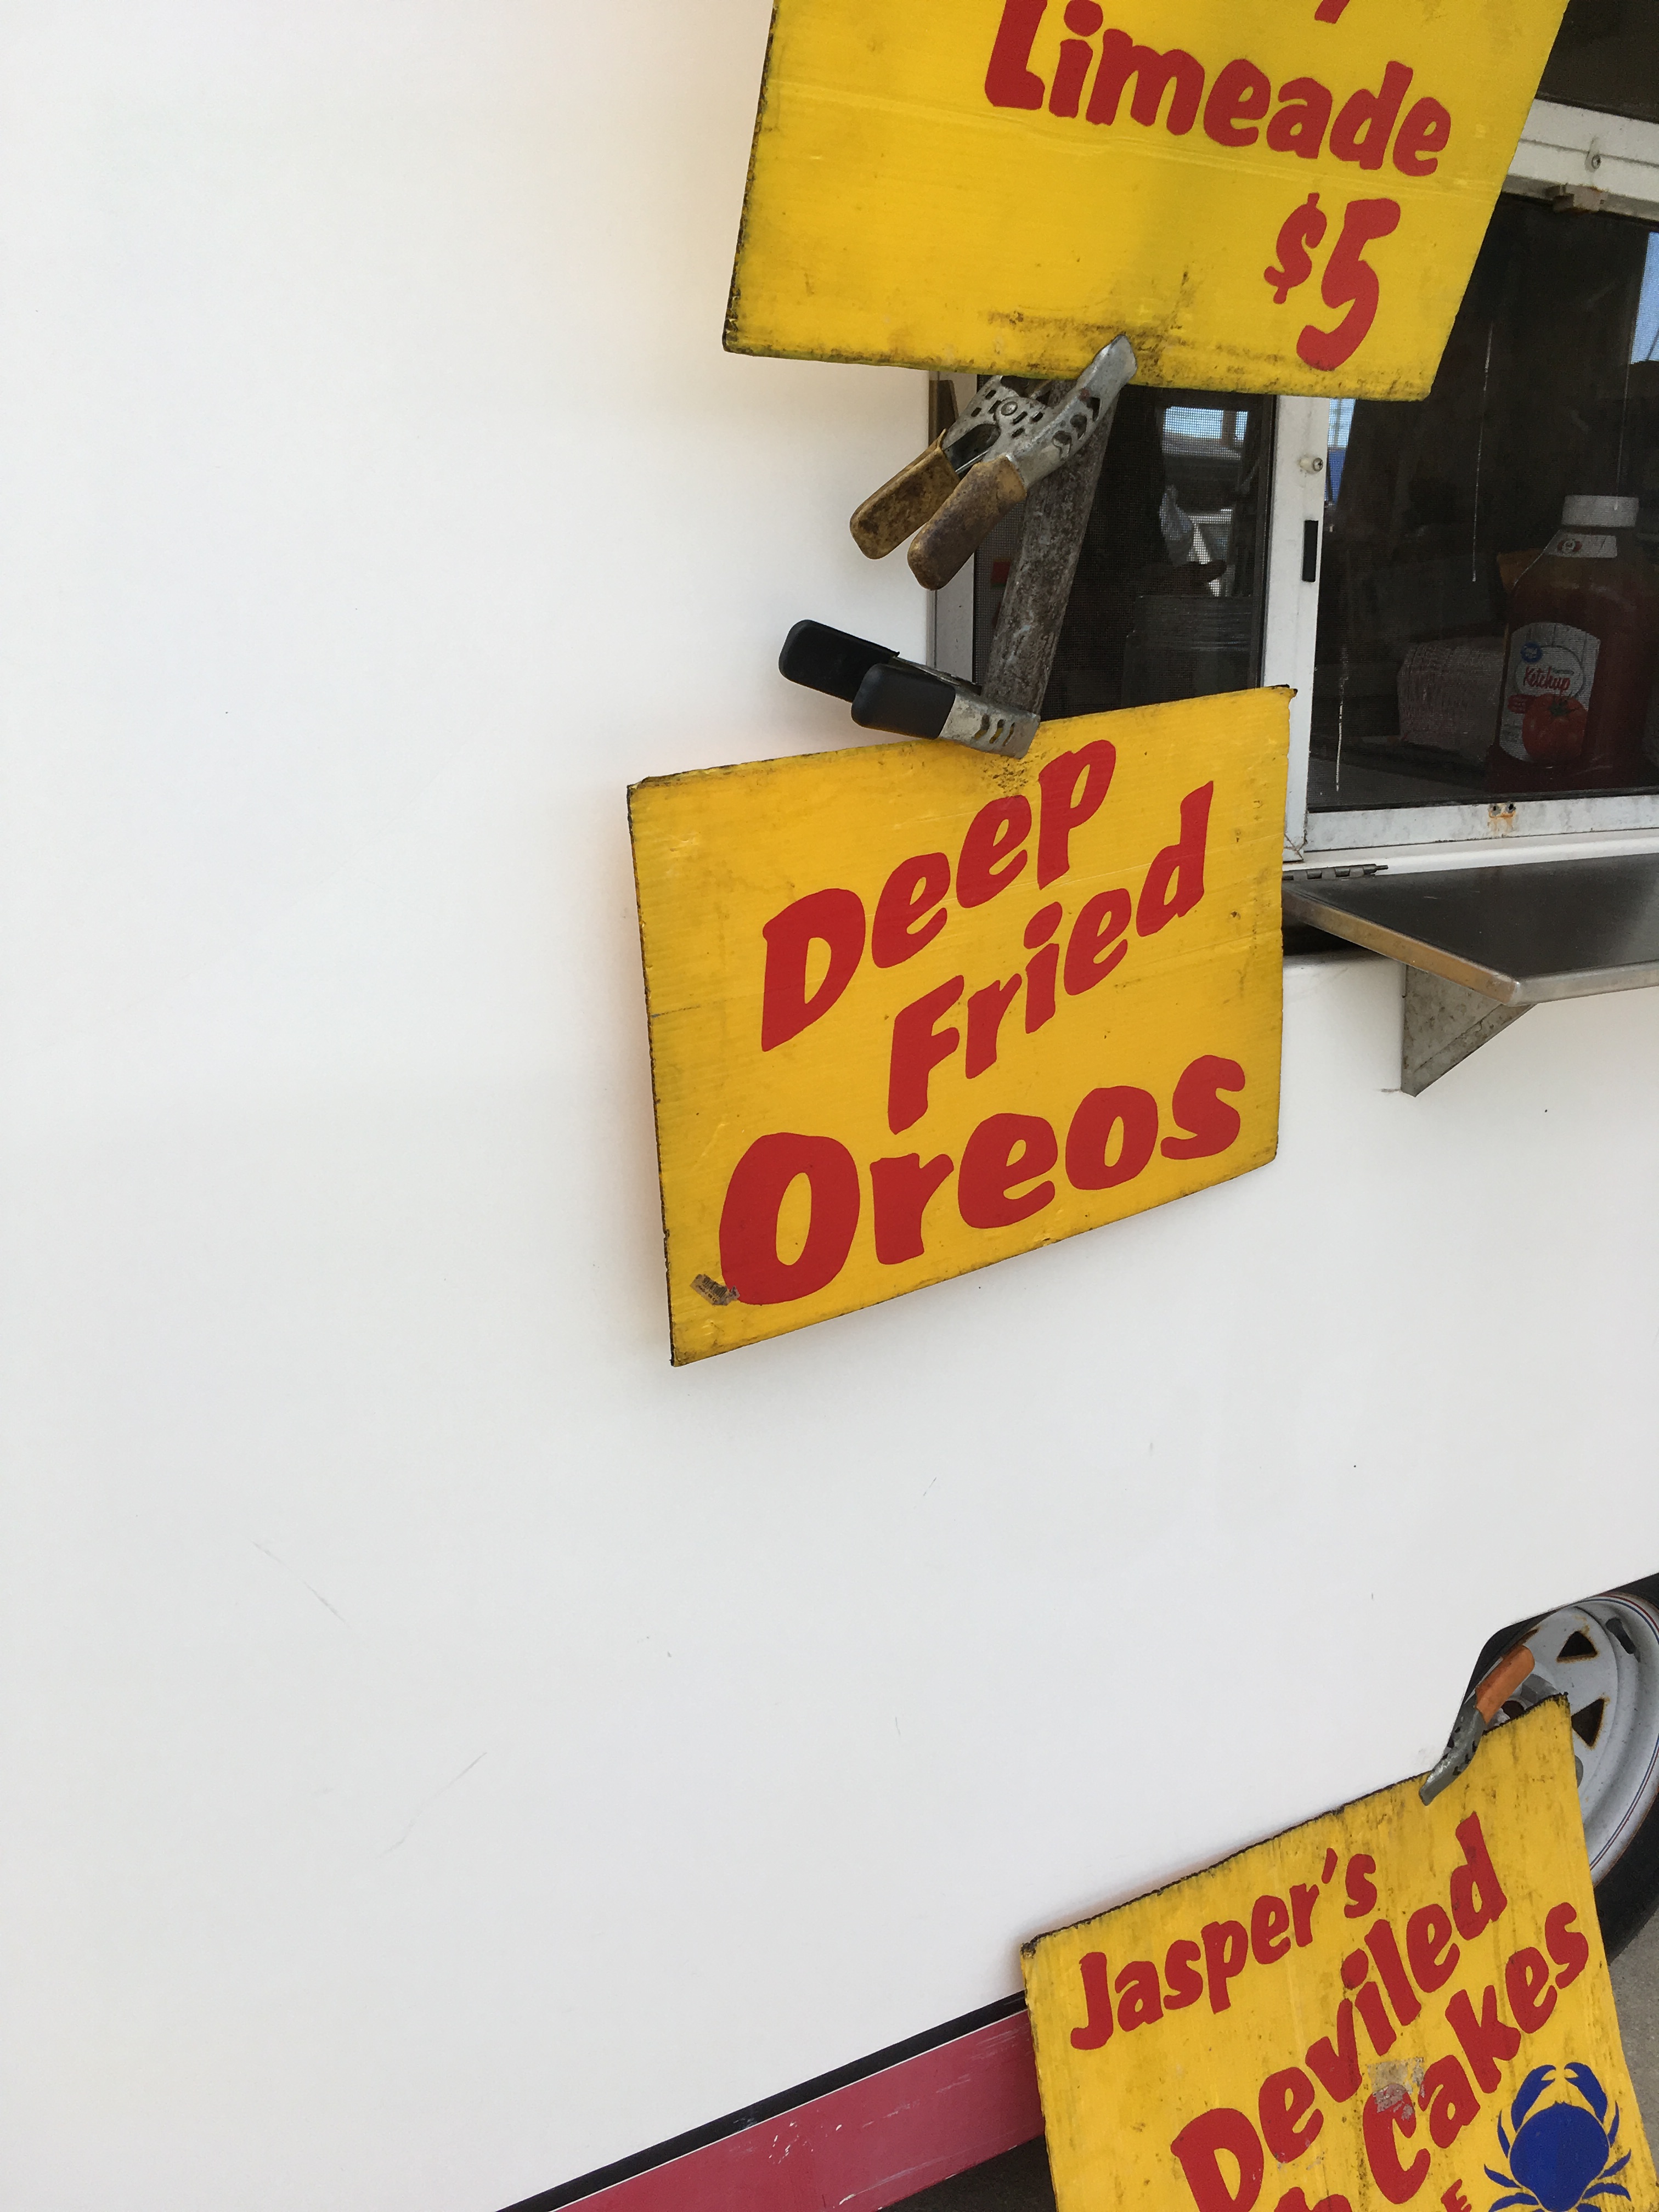 Limeade
$5
Ketchup
Deep
Fried
Oreos
Jasper's
Deviled
Cakes